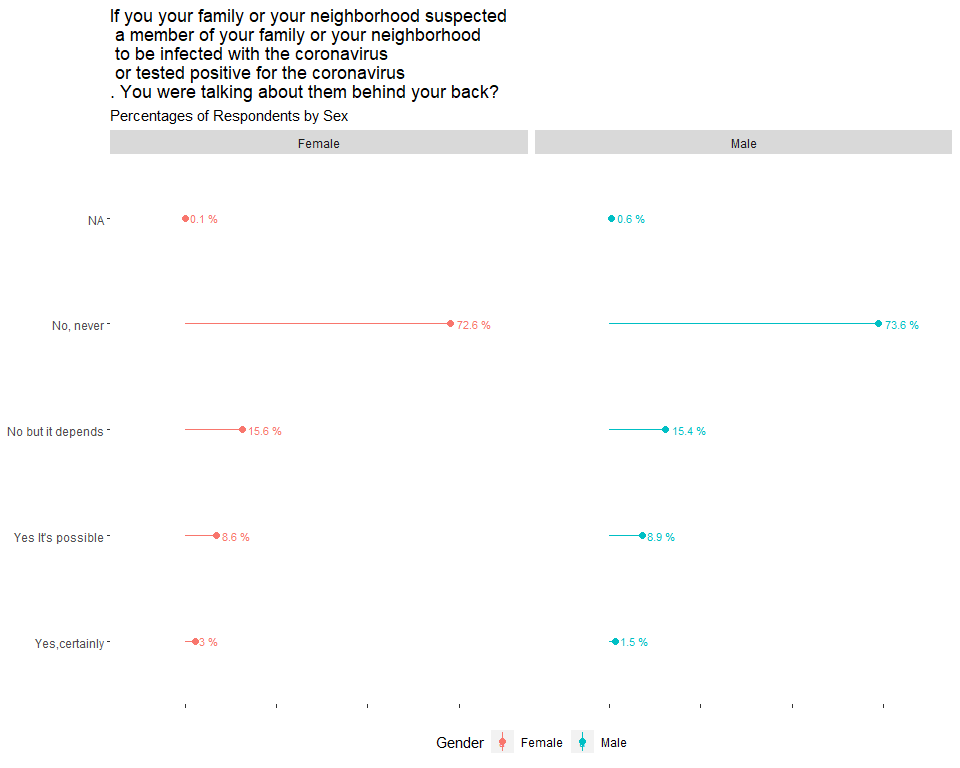 If you your family or your neighborhood suspected
a member of your family or your neighborhood
to be infected with the coronavirus
or tested positive for the coronavirus
. You were talking about them behind your back?
Percentages of Respondents by Sex
Female Male
NA 0.1 % 0.6 %
No, never 72.6 % 73.6 %
No but it depends 15.6 % 15.4 %
Yes It's possible 8.6 % 8.9 %
Yes,certainly 3 % 1.5 %
Gender Female Male